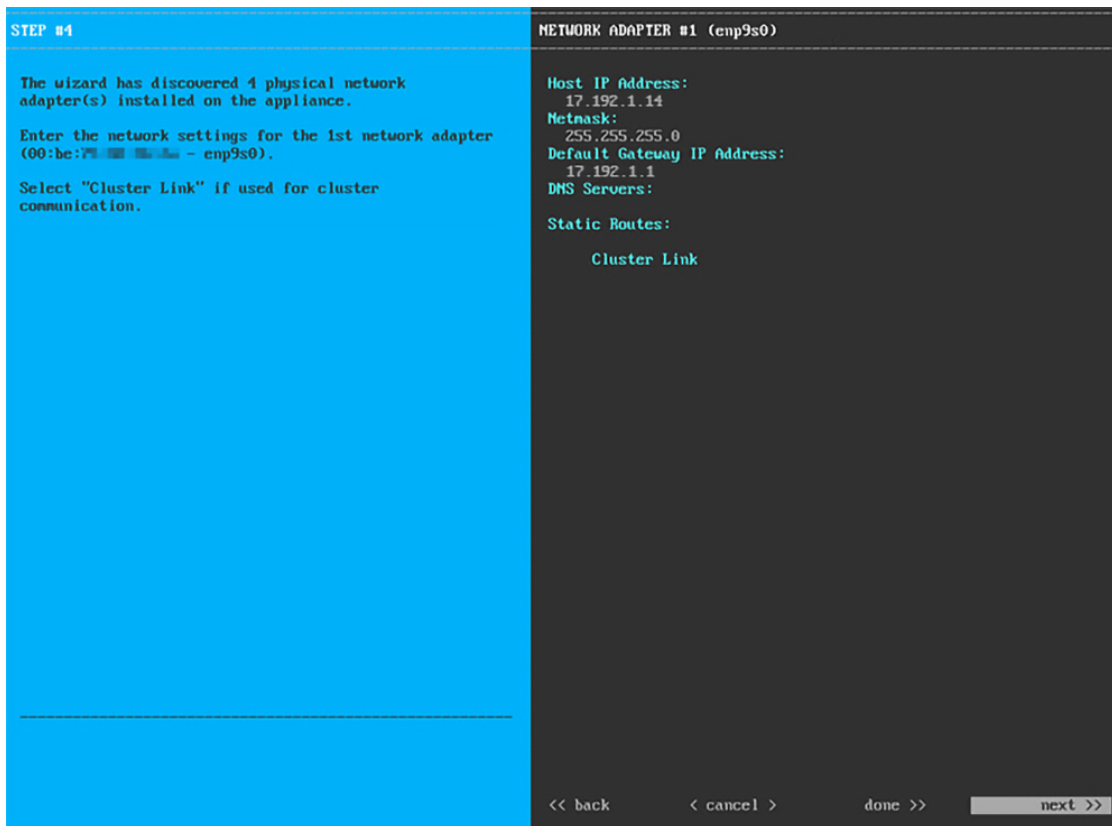 STEP #4
The wizard has discovered 4 physical network
adapter(s) installed on the appliance.
Enter the network settings for the 1st network adapter
(00:be: - enp9s0).
Select "Cluster Link" if used for cluster
communication.
NETWORK ADAPTER #1 (enp9s0)
Host IP Address:
17.192.1.14
Netmask:
255.255.255.0
Default Gateway IP Address:
17.192.1.1
DNS Servers:
Static Routes:
Cluster Link
<< back < cancel > done >> next >>